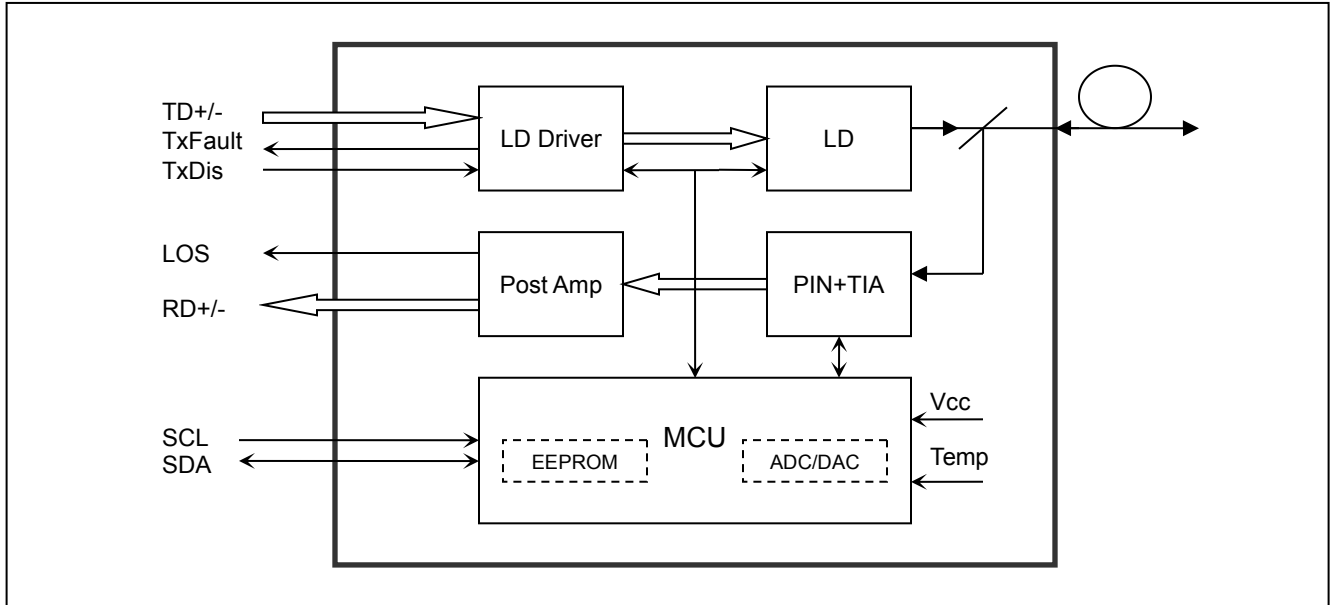 TD+/-
TxFault
TxDis
LD Driver
LD
LOS
RD+/-
Post Amp
PIN+TIA
SCL
SDA
MCU
EEPROM
ADC/DAC
Vcc
Temp